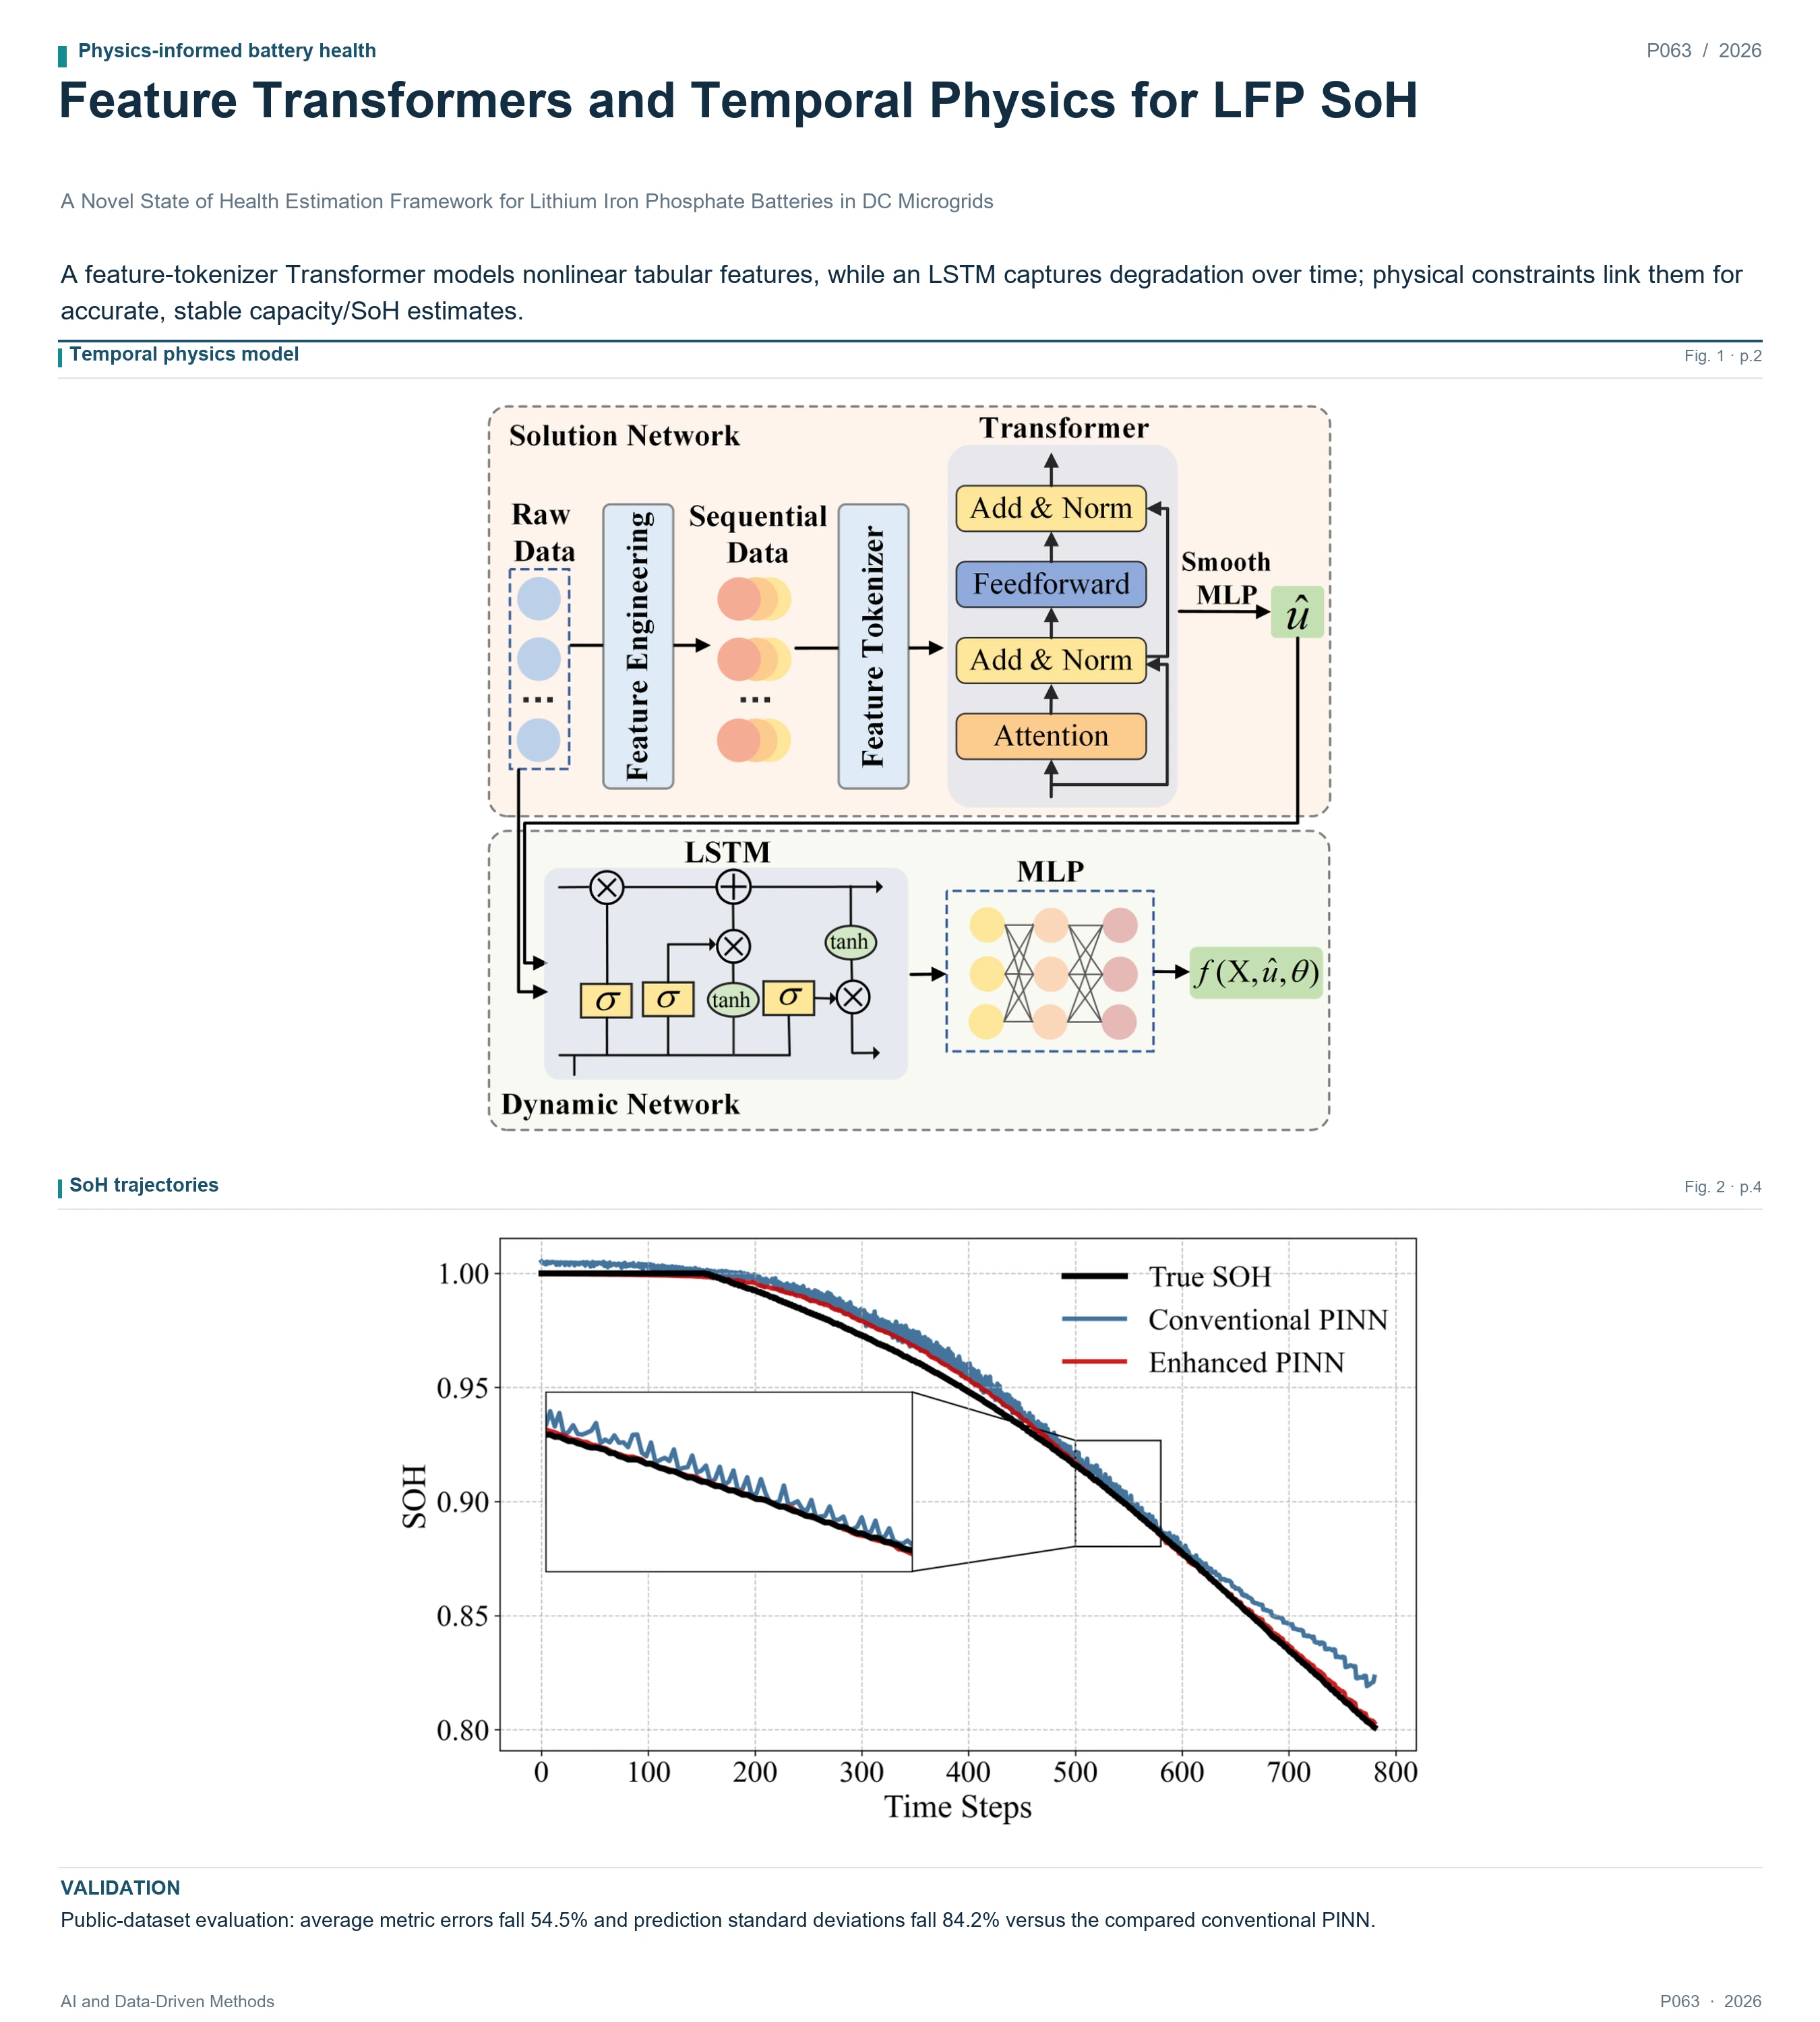 Physics-informed battery health
P063 / 2026
Feature Transformers and Temporal Physics for LFP SoH
A Novel State of Health Estimation Framework for Lithium Iron Phosphate Batteries in DC Microgrids
A feature-tokenizer Transformer models nonlinear tabular features, while an LSTM captures degradation over time; physical constraints link them for
accurate, stable capacity/SoH estimates.
Temporal physics model
Fig. 1 · p.2
Solution Network
Transformer
Raw
Data
Feature Engineering
Sequential
Data
...
...
Feature Tokenizer
Add & Norm
Feedforward
Add & Norm
Attention
Smooth
MLP
û
LSTM
tanh
σ
σ
tanh
σ
MLP
f(X,û,θ)
Dynamic Network
SoH trajectories
Fig. 2 · p.4
True SOH
Conventional PINN
Enhanced PINN
1.00
0.95
0.90
0.85
0.80
SOH
0
100
200
300
400
500
600
700
800
Time Steps
VALIDATION
Public-dataset evaluation: average metric errors fall 54.5% and prediction standard deviations fall 84.2% versus the compared conventional PINN.
AI and Data-Driven Methods
P063 · 2026